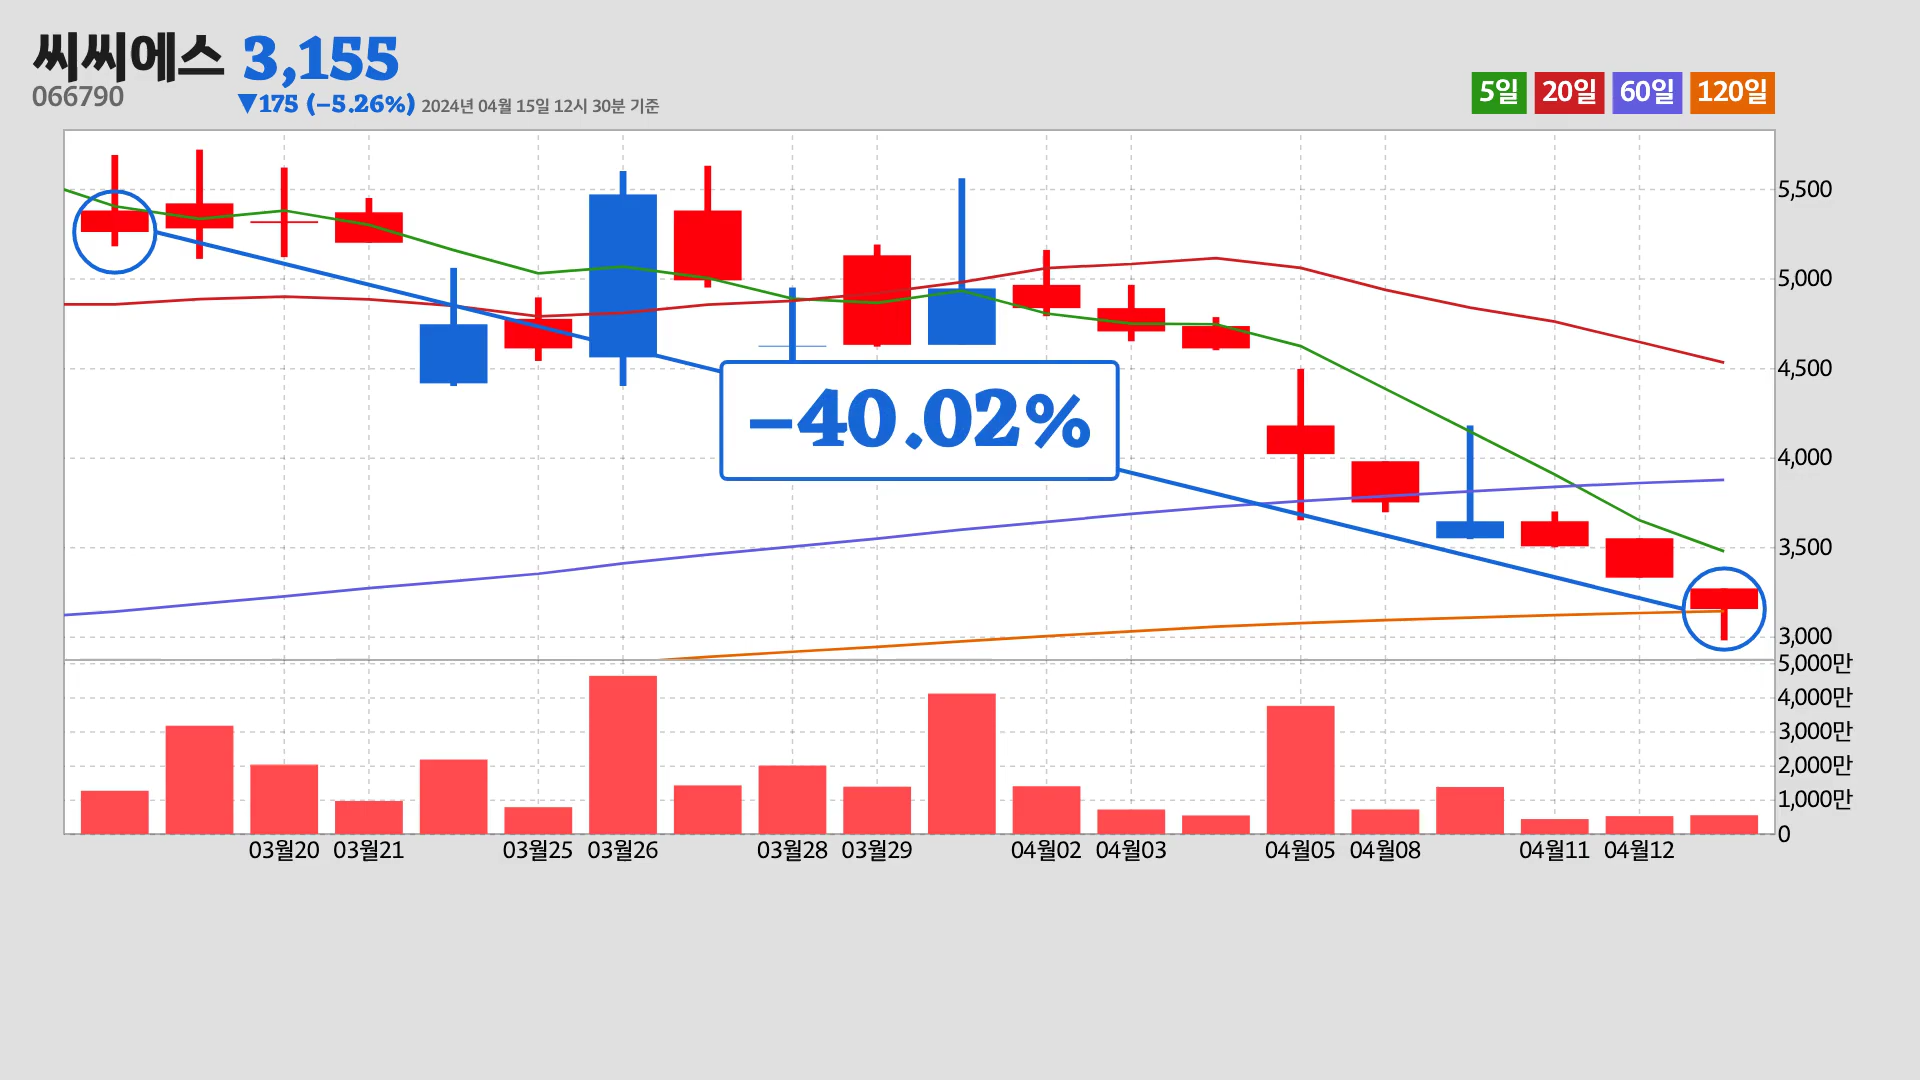 씨씨에스 3,155
066790 ▼175 (−5.26%) 2024년 04월 15일 12시 30분 기준
5일 20일 60일 120일
5,500
5,000
4,500
−40.02%
4,000
3,500
3,000
5,000만
4,000만
3,000만
2,000만
1,000만
0
03월20 03월21 03월25 03월26 03월28 03월29 04월02 04월03 04월05 04월08 04월11 04월12